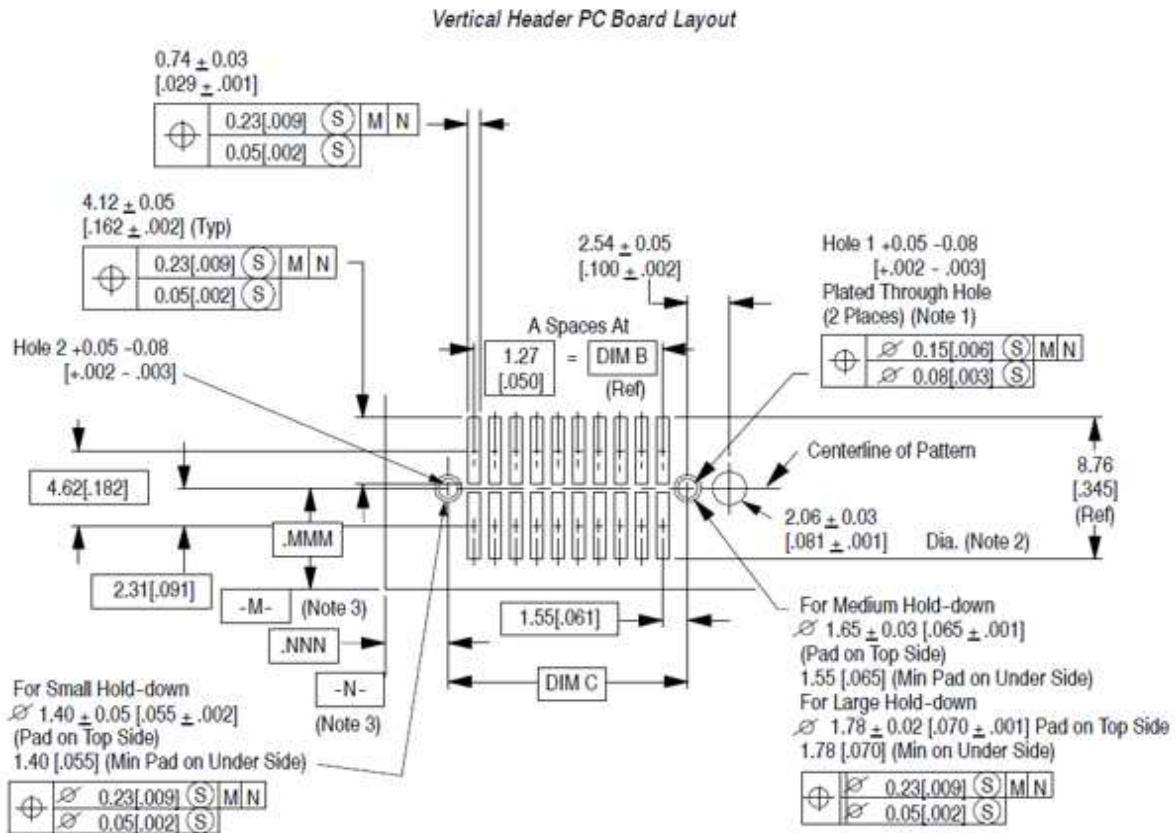 Vertical Header PC Board Layout
0.74 ± 0.03
[.029 ± .001]
0.23[.009] Ⓢ M N
0.05[.002] Ⓢ
4.12 ± 0.05
[.162 ± .002] (Typ)
0.23[.009] Ⓢ M N
0.05[.002] Ⓢ
2.54 ± 0.05
[.100 ± .002]
Hole 1 +0.05 -0.08
[+.002 - .003]
Plated Through Hole
(2 Places) (Note 1)
⌀ 0.15[.006] Ⓢ M N
⌀ 0.08[.003] Ⓢ
A Spaces At
1.27
[.050]
= DIM B
(Ref)
Hole 2 +0.05 -0.08
[+.002 - .003]
Centerline of Pattern
4.62[.182]
8.76
[.345]
(Ref)
2.06 ± 0.03
[.081 ± .001] Dia. (Note 2)
.MMM
2.31[.091]
-M- (Note 3)
1.55[.061]
.NNN
DIM C
-N-
(Note 3)
For Small Hold-down
⌀ 1.40 ± 0.05 [.055 ± .002]
(Pad on Top Side)
1.40 [.055] (Min Pad on Under Side)
⌀ 0.23[.009] Ⓢ M N
⌀ 0.05[.002] Ⓢ
For Medium Hold-down
⌀ 1.65 ± 0.03 [.065 ± .001]
(Pad on Top Side)
1.55 [.065] (Min Pad on Under Side)
For Large Hold-down
⌀ 1.78 ± 0.02 [.070 ± .001] Pad on Top Side
1.78 [.070] (Min on Under Side)
⌀ 0.23[.009] Ⓢ M N
⌀ 0.05[.002] Ⓢ